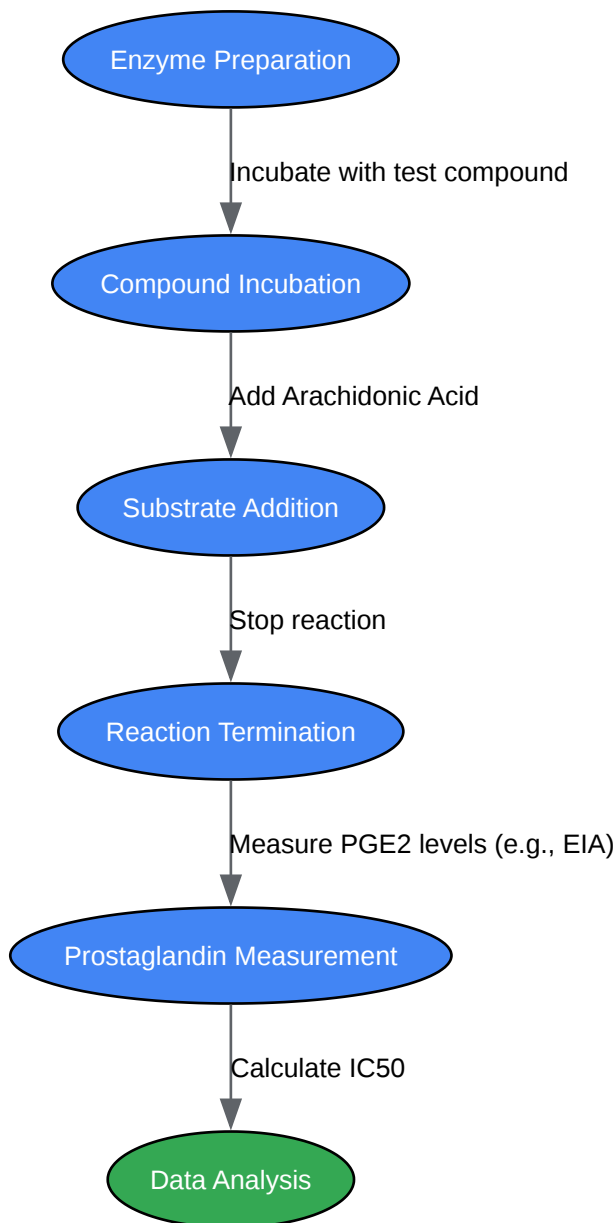 Enzyme Preparation
Incubate with test compound
Compound Incubation
Add Arachidonic Acid
Substrate Addition
Stop reaction
Reaction Termination
Measure PGE2 levels (e.g., EIA)
Prostaglandin Measurement
Calculate IC50
Data Analysis